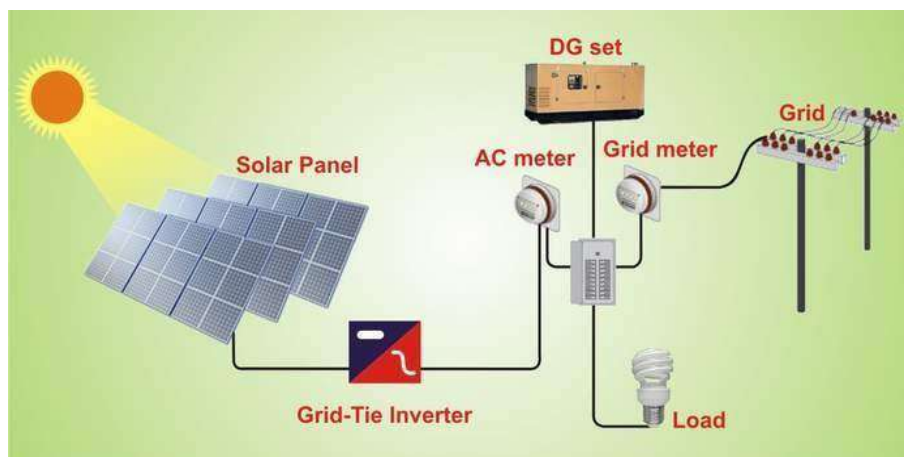 DG set
Grid
AC meter
Grid meter
Solar Panel
Grid-Tie Inverter
Load